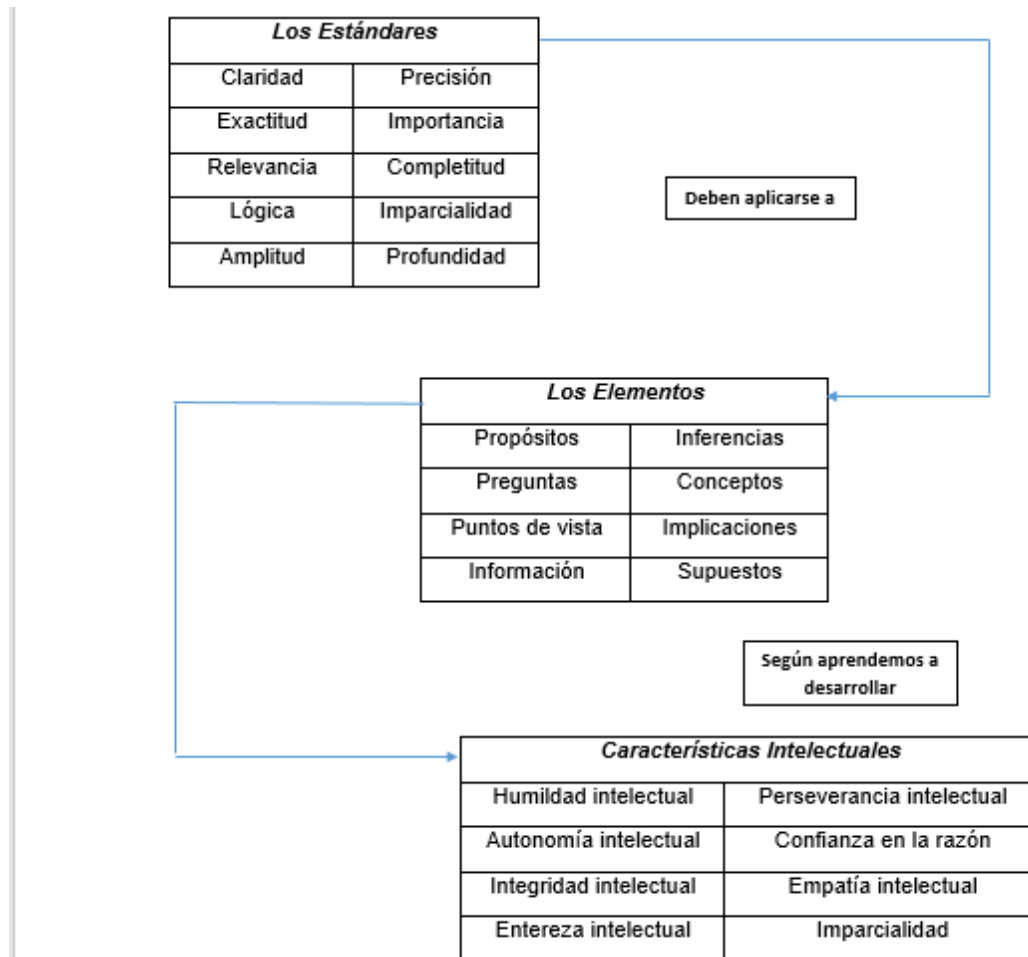 Los Estándares
Claridad Precisión
Exactitud Importancia
Relevancia Completitud
Lógica Imparcialidad
Amplitud Profundidad
Deben aplicarse a
Los Elementos
Propósitos Inferencias
Preguntas Conceptos
Puntos de vista Implicaciones
Información Supuestos
Según aprendemos a
desarrollar
Características Intelectuales
Humildad intelectual Perseverancia intelectual
Autonomía intelectual Confianza en la razón
Integridad intelectual Empatía intelectual
Entereza intelectual Imparcialidad